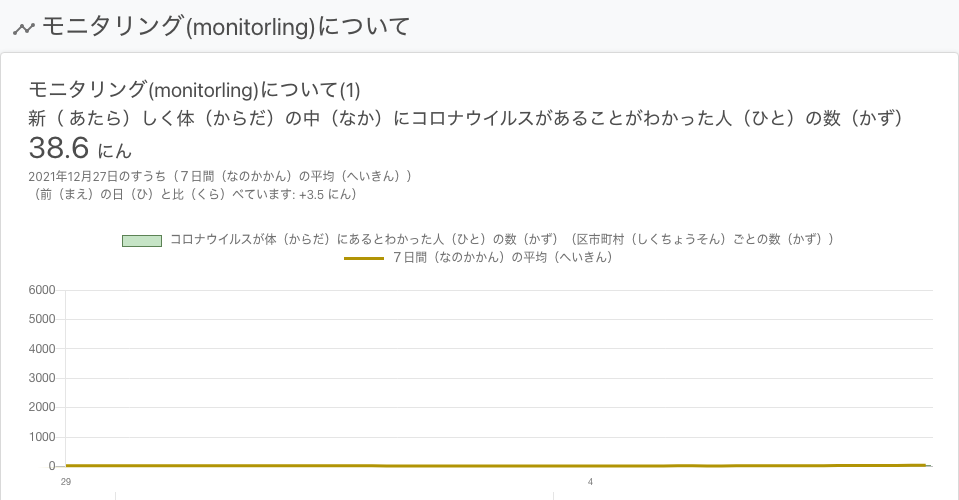 モニタリング(monitorling)について
モニタリング(monitorling)について(1)
新（ あたら）しく体（からだ）の中（なか）にコロナウイルスがあることがわかった人（ひと）の数（かず）
38.6 にん
2021年12月27日のすうち（７日間（なのかかん）の平均（へいきん））
（前（まえ）の日（ひ）と比（くら）べています: +3.5 にん）
コロナウイルスが体（からだ）にあるとわかった人（ひと）の数（かず）（区市町村（しくちょうそん）ごとの数（かず））
７日間（なのかかん）の平均（へいきん）
6000
5000
4000
3000
2000
1000
0
29 4